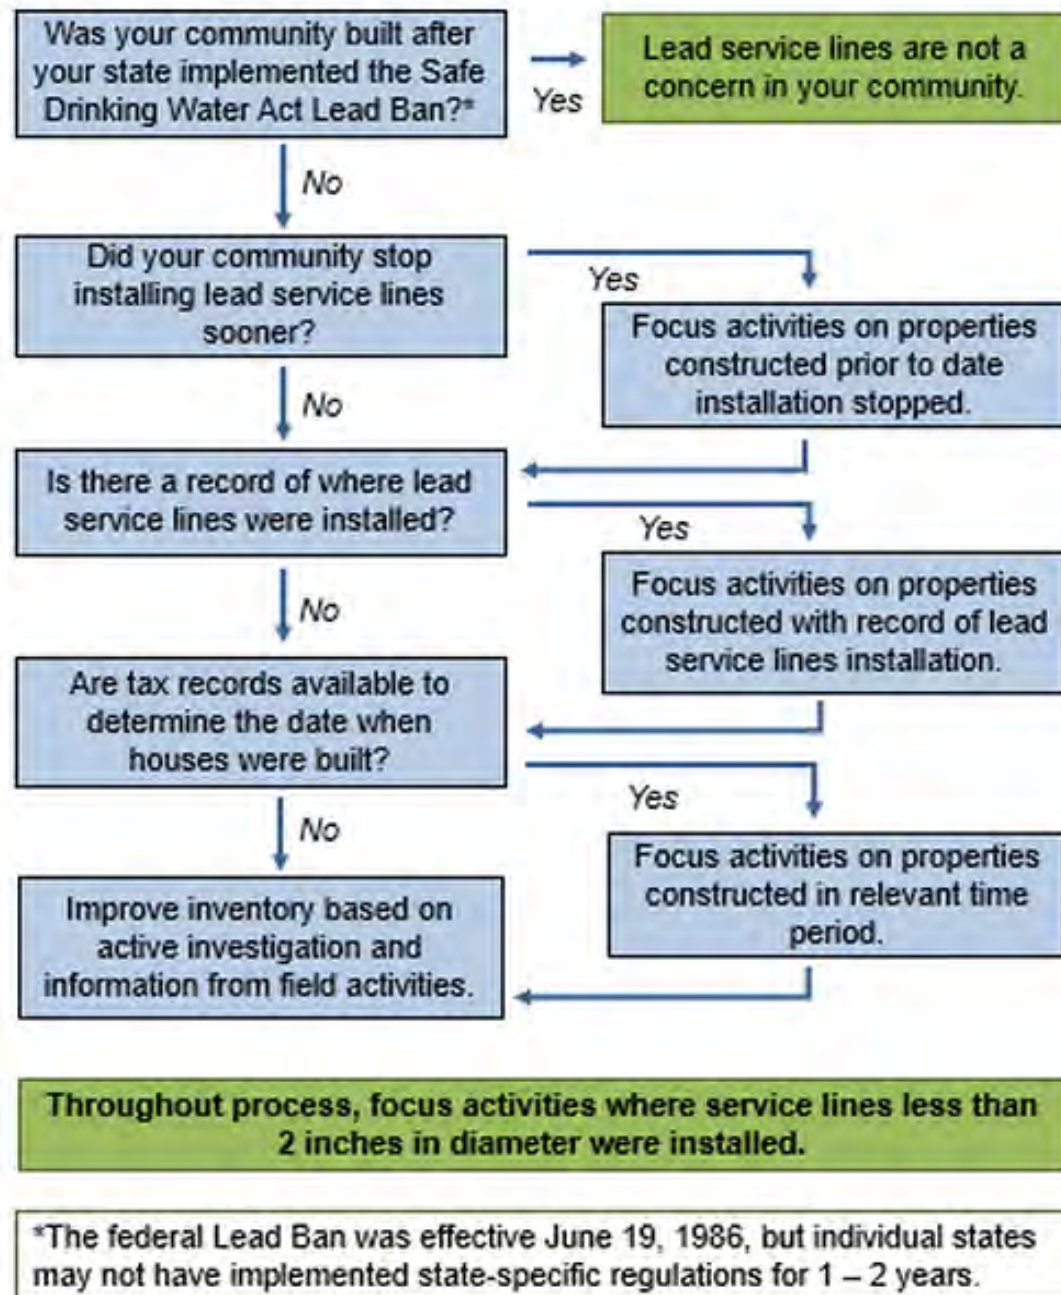 Was your community built after
your state implemented the Safe
Drinking Water Act Lead Ban?*
Yes
Lead service lines are not a
concern in your community.
No
Did your community stop
installing lead service lines
sooner?
Yes
Focus activities on properties
constructed prior to date
installation stopped.
No
Is there a record of where lead
service lines were installed?
Yes
Focus activities on properties
constructed with record of lead
service lines installation.
No
Are tax records available to
determine the date when
houses were built?
Yes
Focus activities on properties
constructed in relevant time
period.
No
Improve inventory based on
active investigation and
information from field activities.
Throughout process, focus activities where service lines less than
2 inches in diameter were installed.
*The federal Lead Ban was effective June 19, 1986, but individual states
may not have implemented state-specific regulations for 1 – 2 years.